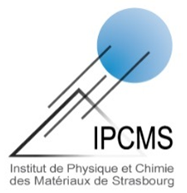 IPCMS
Institut de Physique et Chimie
des Matériaux de Strasbourg